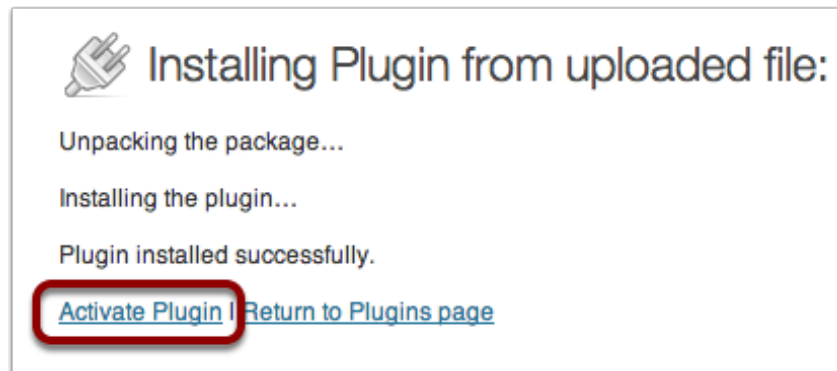 Installing Plugin from uploaded file:
Unpacking the package…
Installing the plugin…
Plugin installed successfully.
Activate Plugin | Return to Plugins page